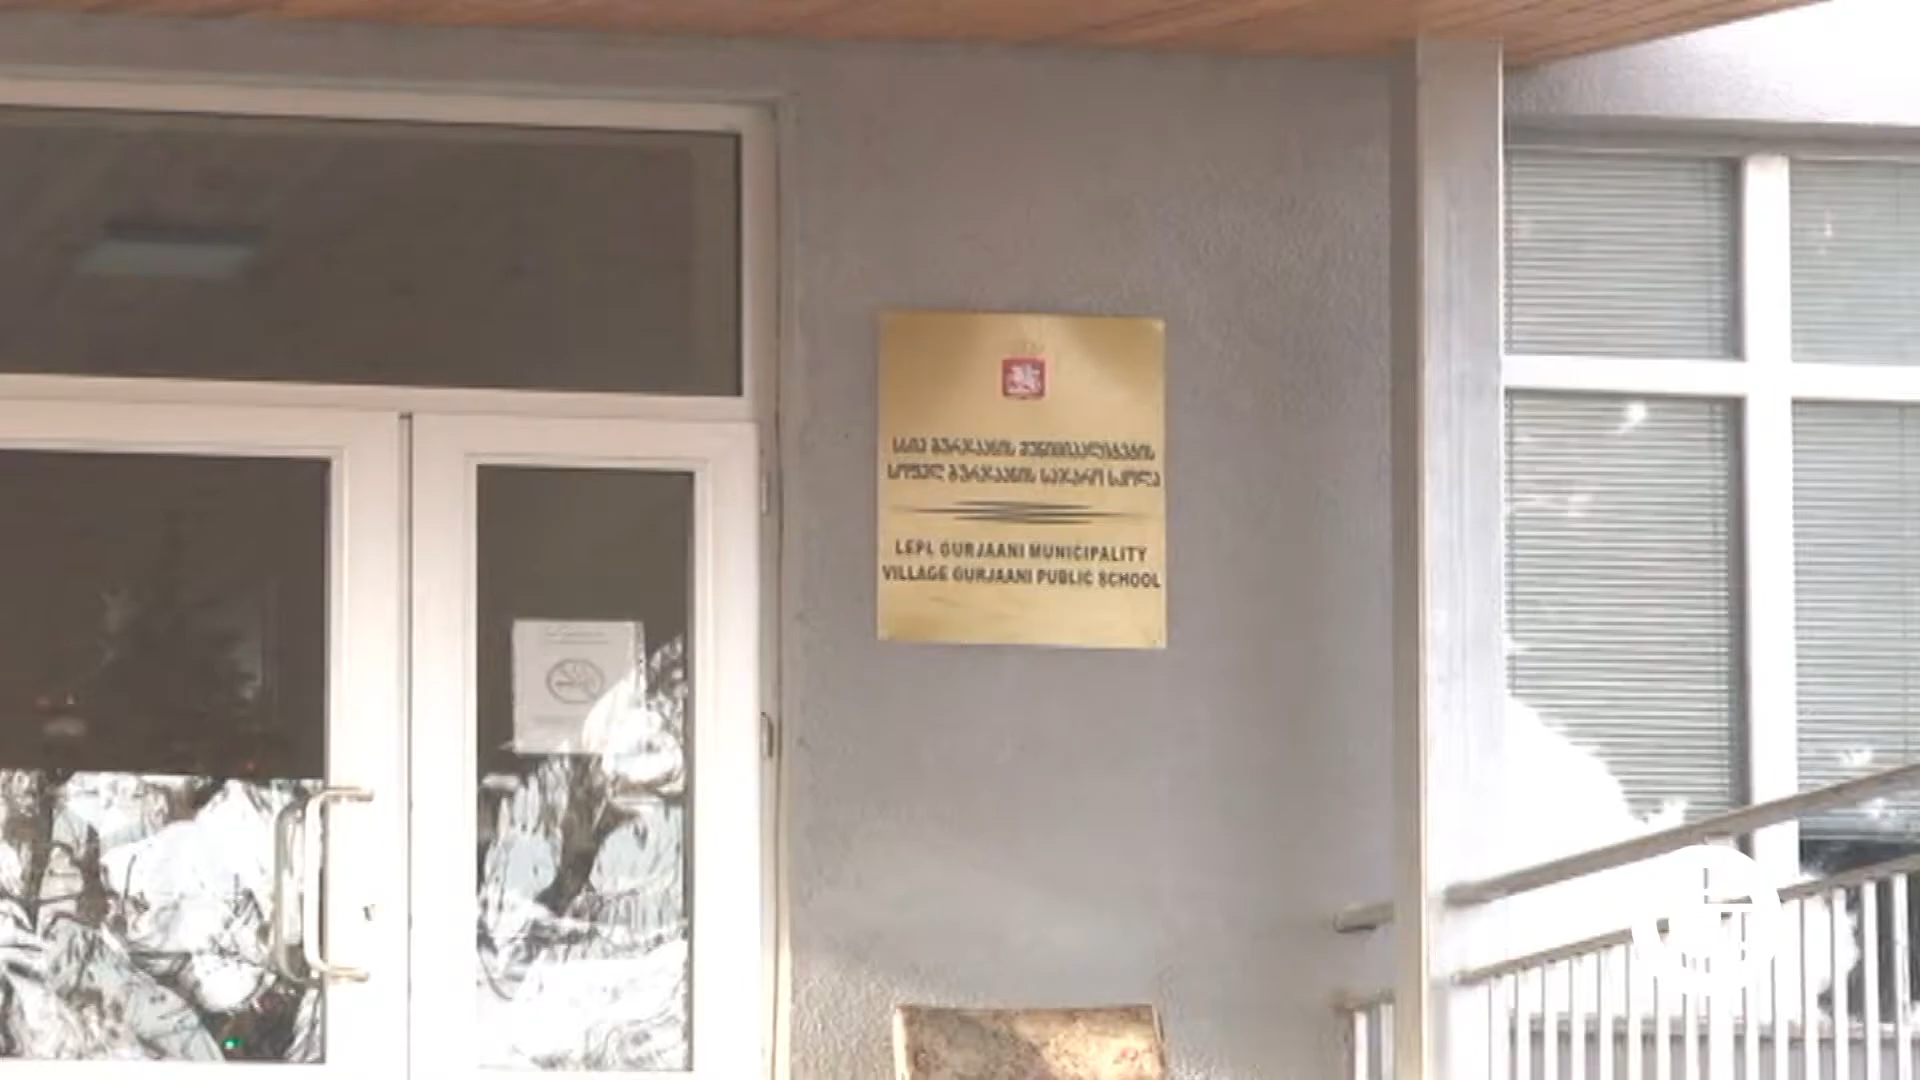 სსიპ გურჯაანის მუნიციპალიტეტის
სოფელ გურჯაანის საჯარო სკოლა
LEPL GURJAANI MUNICIPALITY
VILLAGE GURJAANI PUBLIC SCHOOL